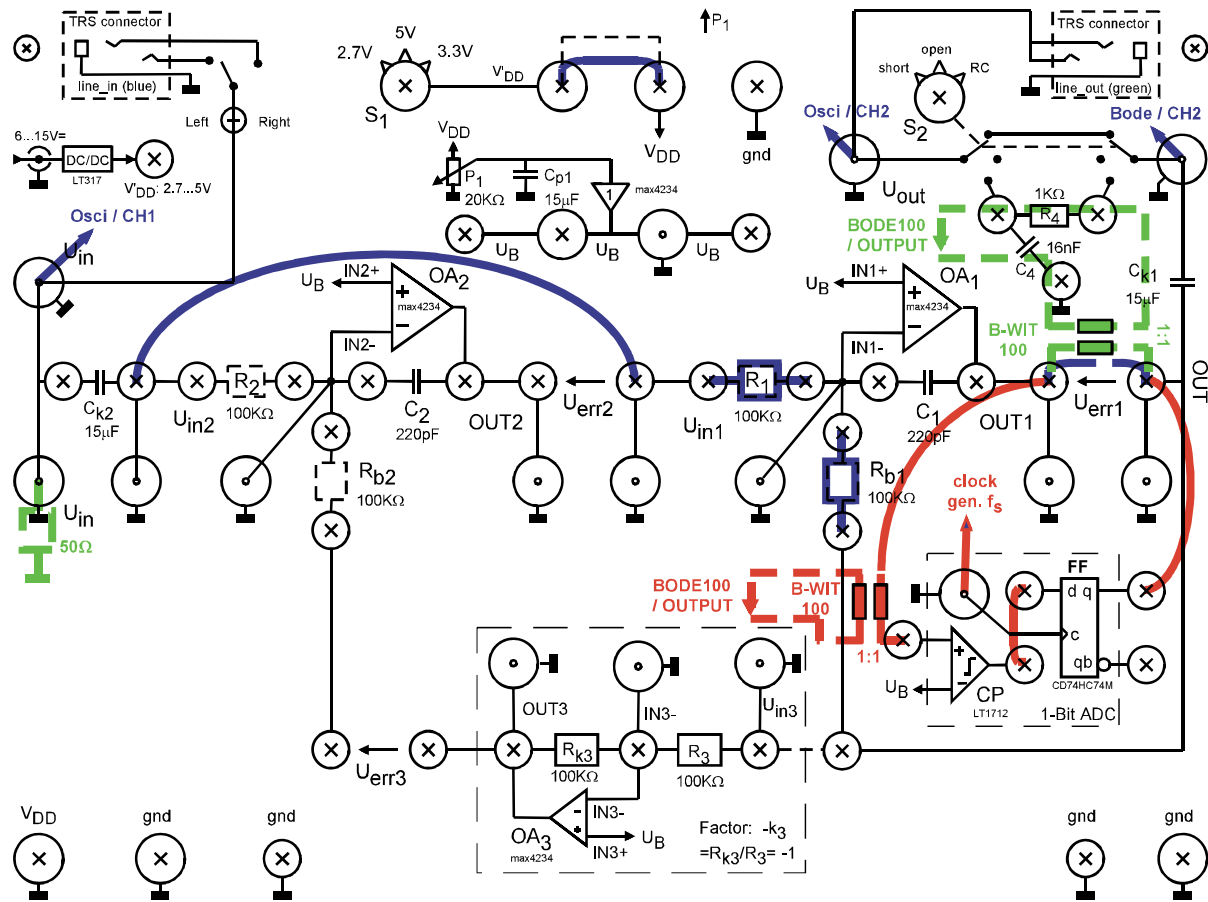 TRS connector
line_in (blue)
Left
Right
6...15V=
DC/DC
LT317
V'DD: 2.7...5V
Osci / CH1
Uin
2.7V
5V
3.3V
S1
V'DD
VDD
gnd
P1
VDD
P1
20KΩ
Cp1
15μF
1
max4234
UB
UB
UB
open
short
RC
S2
TRS connector
line_out (green)
Osci / CH2
Bode / CH2
Uout
1KΩ
R4
16nF
C4
Ck1
15μF
BODE100
/ OUTPUT
B-WIT
100
1:1
OUT
IN2+
UB
OA2
max4234
IN2-
IN1+
UB
OA1
max4234
IN1-
Ck2
15μF
Uin2
R2
100KΩ
C2
220pF
OUT2
Uerr2
Uin1
R1
100KΩ
C1
220pF
OUT1
Uerr1
Rb2
100KΩ
Rb1
100KΩ
Uin
50Ω
clock
gen. fs
BODE100
/ OUTPUT
B-WIT
100
1:1
FF
d q
c
qb
CD74HC74M
UB
CP
LT1712
1-Bit ADC
OUT3
IN3-
Uin3
Uerr3
Rk3
100KΩ
R3
100KΩ
IN3-
OA3
max4234
IN3+
UB
Factor: -k3
=Rk3/R3= -1
VDD
gnd
gnd
gnd
gnd